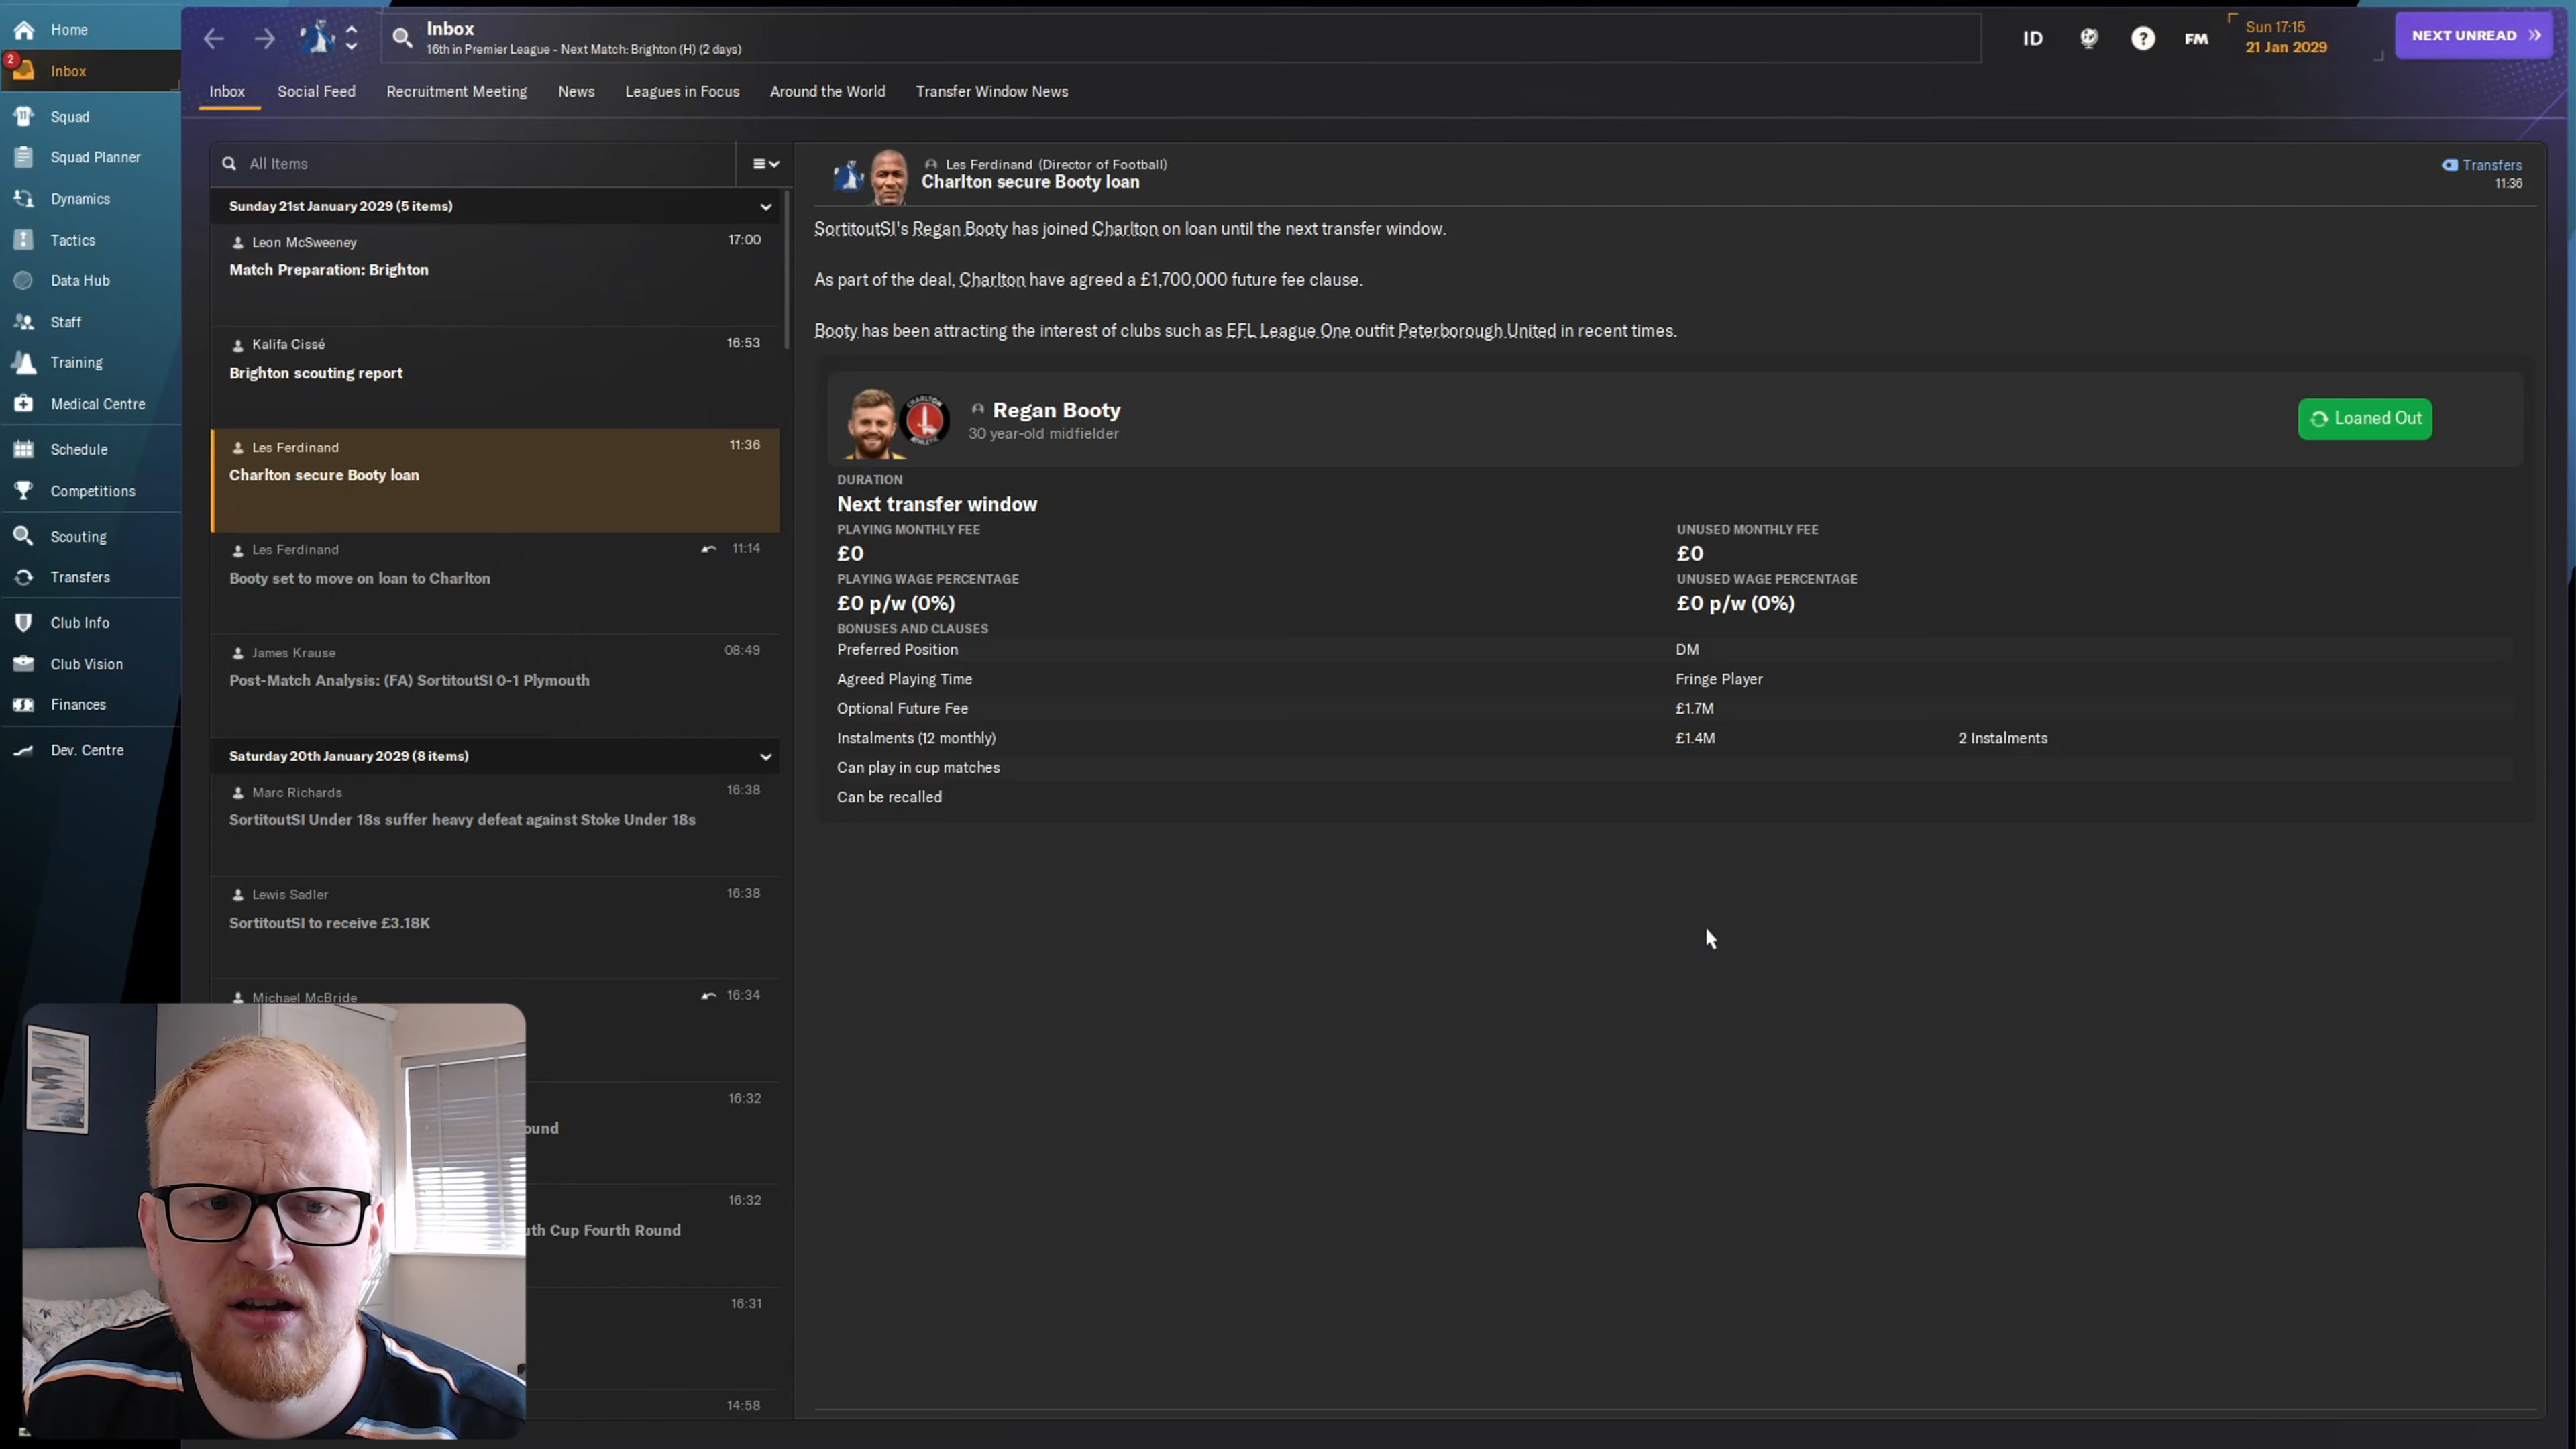 Home
2
Inbox
Squad
Squad Planner
Dynamics
Tactics
Data Hub
Staff
Training
Medical Centre
Schedule
Competitions
Scouting
Transfers
Club Info
Club Vision
Finances
Dev. Centre
Inbox
16th in Premier League - Next Match: Brighton (H) (2 days)
ID
?
FM
Sun 17:15
21 Jan 2029
NEXT UNREAD
Inbox Social Feed Recruitment Meeting News Leagues in Focus Around the World Transfer Window News
All Items
Sunday 21st January 2029 (5 items)
Leon McSweeney 17:00
Match Preparation: Brighton
Kalifa Cissé 16:53
Brighton scouting report
Les Ferdinand 11:36
Charlton secure Booty loan
Les Ferdinand 11:14
Booty set to move on loan to Charlton
James Krause 08:49
Post-Match Analysis: (FA) SortitoutSI 0-1 Plymouth
Saturday 20th January 2029 (8 items)
Marc Richards 16:38
SortitoutSI Under 18s suffer heavy defeat against Stoke Under 18s
Lewis Sadler 16:38
SortitoutSI to receive £3.18K
Michael McBride 16:34
16:32
ound
16:32
uth Cup Fourth Round
16:31
14:58
Les Ferdinand (Director of Football)
Charlton secure Booty loan
Transfers
11:36
SortitoutSI's Regan Booty has joined Charlton on loan until the next transfer window.
As part of the deal, Charlton have agreed a £1,700,000 future fee clause.
Booty has been attracting the interest of clubs such as EFL League One outfit Peterborough United in recent times.
Regan Booty
30 year-old midfielder
Loaned Out
DURATION
Next transfer window
PLAYING MONTHLY FEE UNUSED MONTHLY FEE
£0 £0
PLAYING WAGE PERCENTAGE UNUSED WAGE PERCENTAGE
£0 p/w (0%) £0 p/w (0%)
BONUSES AND CLAUSES
Preferred Position DM
Agreed Playing Time Fringe Player
Optional Future Fee £1.7M
Instalments (12 monthly) £1.4M 2 Instalments
Can play in cup matches
Can be recalled